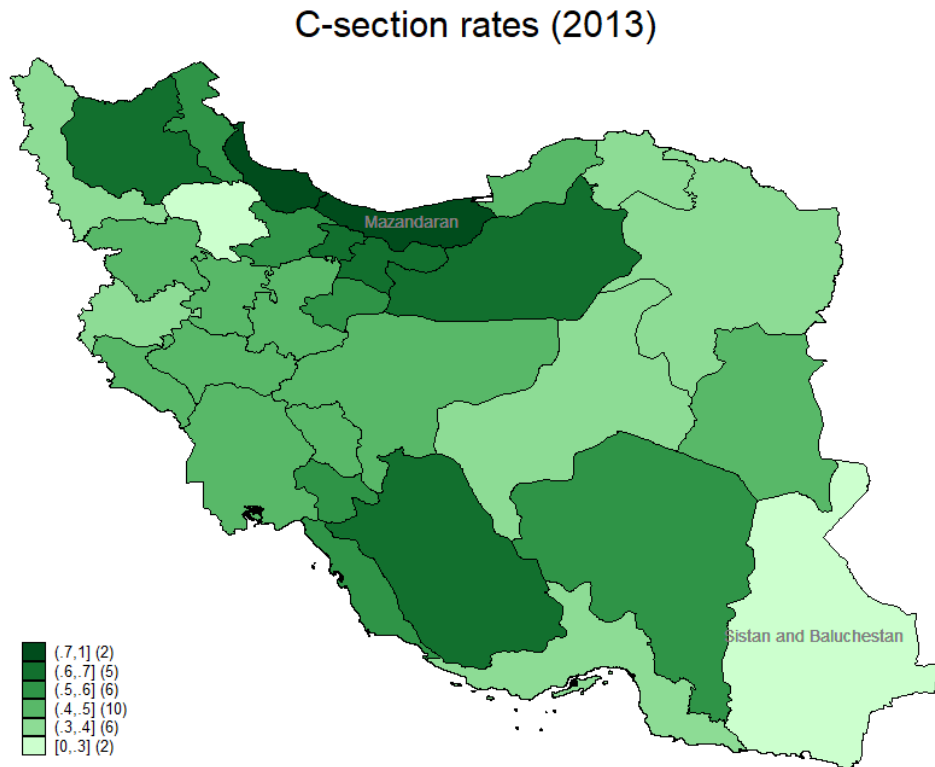 C-section rates (2013)
Mazandaran
Sistan and Baluchestan
(.7,1] (2)
(.6,.7] (5)
(.5,.6] (6)
(.4,.5] (10)
(.3,.4] (6)
[0,.3] (2)